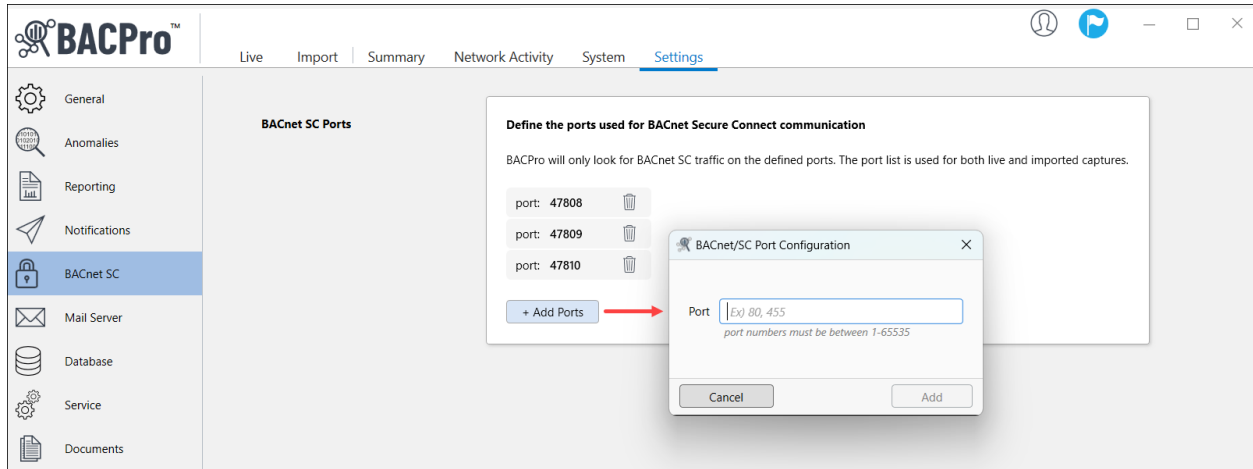 BACPro™
Live Import Summary Network Activity System Settings
General
Anomalies
Reporting
Notifications
BACnet SC
Mail Server
Database
Service
Documents
BACnet SC Ports
Define the ports used for BACnet Secure Connect communication
BACPro will only look for BACnet SC traffic on the defined ports. The port list is used for both live and imported captures.
port: 47808
port: 47809
port: 47810
+ Add Ports
BACnet/SC Port Configuration
Port Ex) 80, 455
port numbers must be between 1-65535
Cancel Add